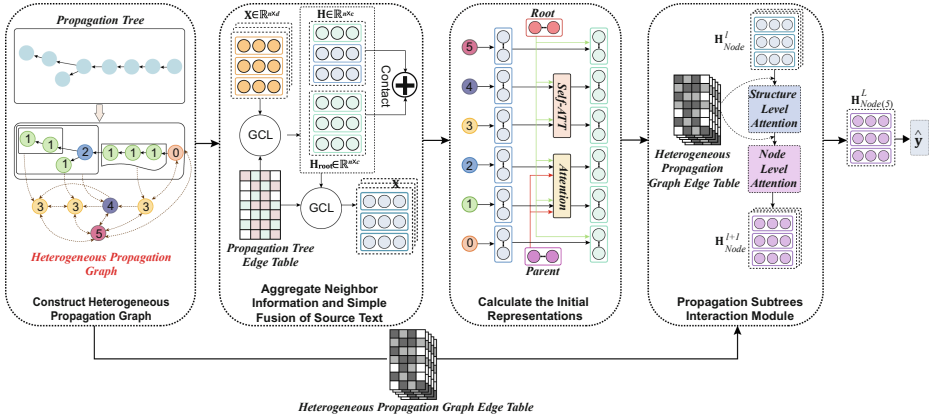 Propagation Tree
1
1
1
2
1
1
1
0
3
3
4
3
5
Heterogeneous Propagation
Graph
Construct Heterogeneous
Propagation Graph
X∈ℝⁿˣᵈ
H∈ℝⁿˣᶜ
GCL
Contact
H_root∈ℝⁿˣᶜ
GCL
X
Propagation Tree
Edge Table
Aggregate Neighbor
Information and Simple
Fusion of Source Text
Root
5
4
3
2
1
0
Self-ATT
Attention
Parent
Calculate the Initial
Representations
H^l_Node
Structure
Level
Attention
Heterogeneous
Propagation
Graph Edge Table
Node
Level
Attention
H^{l+1}_Node
Propagation Subtrees
Interaction Module
H^L_Node(5)
ŷ
Heterogeneous Propagation Graph Edge Table